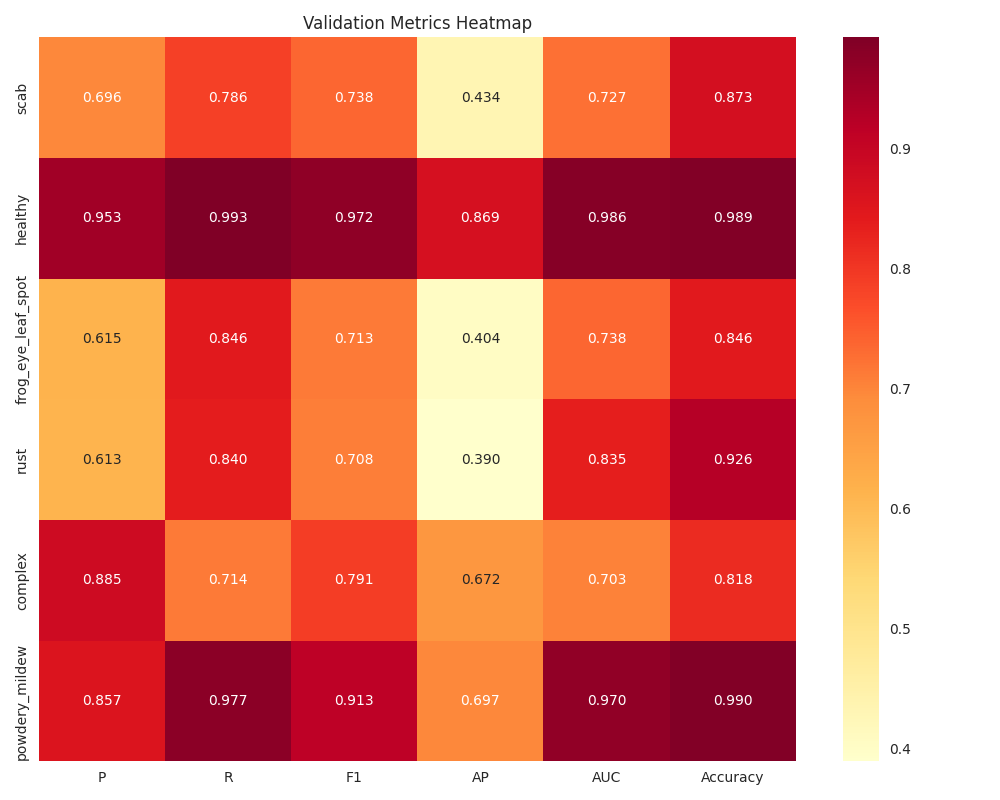 Validation Metrics Heatmap
scab 0.696 0.786 0.738 0.434 0.727 0.873
healthy 0.953 0.993 0.972 0.869 0.986 0.989
frog_eye_leaf_spot 0.615 0.846 0.713 0.404 0.738 0.846
rust 0.613 0.840 0.708 0.390 0.835 0.926
complex 0.885 0.714 0.791 0.672 0.703 0.818
powdery_mildew 0.857 0.977 0.913 0.697 0.970 0.990
P R F1 AP AUC Accuracy
0.9
0.8
0.7
0.6
0.5
0.4